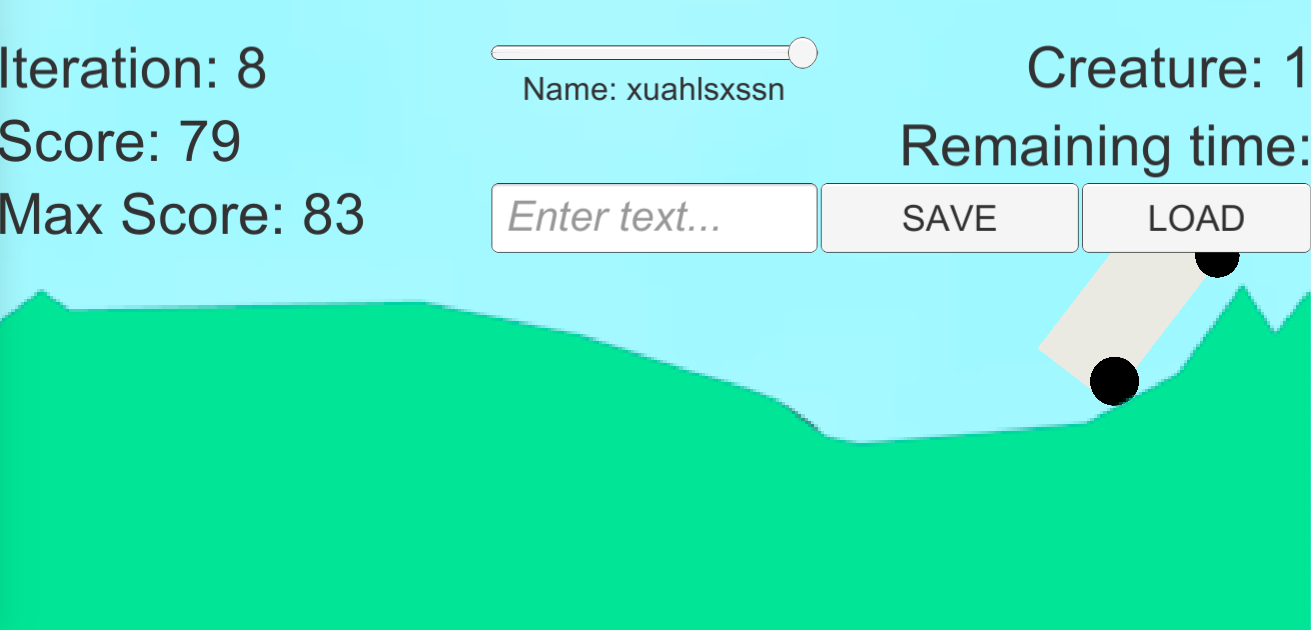 Iteration: 8
Score: 79
Max Score: 83
Name: xuahlsxssn
Enter text...
Creature: 1
Remaining time:
SAVE
LOAD